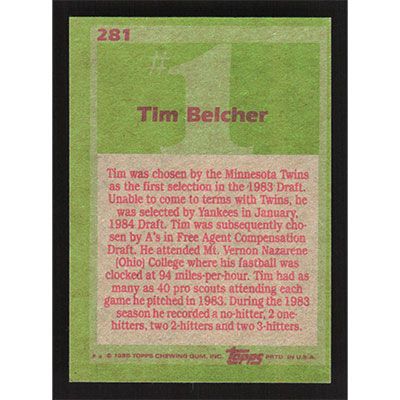 281
#1
Tim Belcher
Tim was chosen by the Minnesota Twins
as the first selection in the 1983 Draft.
Unable to come to terms with Twins, he
was selected by Yankees in January,
1984 Draft. Tim was subsequently cho-
sen by A's in Free Agent Compensation
Draft. He attended Mt. Vernon Nazarene
(Ohio) College where his fastball was
clocked at 94 miles-per-hour. Tim had as
many as 40 pro scouts attending each
game he pitched in 1983. During the 1983
season he recorded a no-hitter, 2 one-
hitters, two 2-hitters and two 3-hitters.
© 1985 TOPPS CHEWING GUM, INC. Topps PRTD. IN U.S.A.